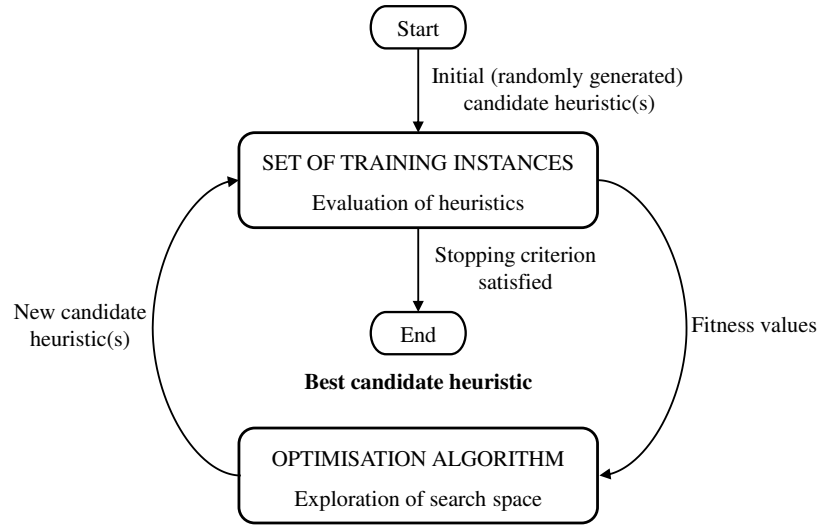 Start
Initial (randomly generated)
candidate heuristic(s)
SET OF TRAINING INSTANCES
Evaluation of heuristics
Stopping criterion
satisfied
New candidate
heuristic(s)
Fitness values
End
Best candidate heuristic
OPTIMISATION ALGORITHM
Exploration of search space